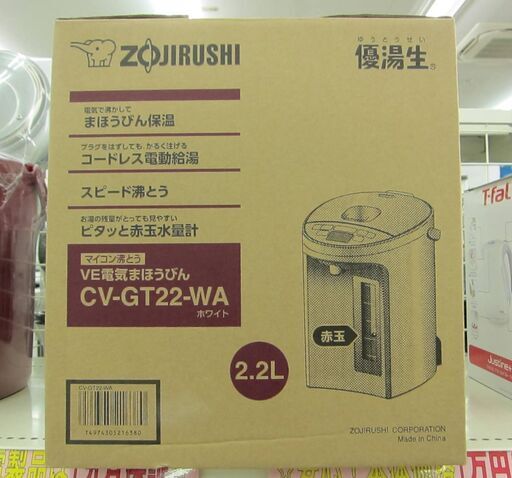 ZOJIRUSHI
ゆうとうせい
優湯生®
電気で沸かして
まほうびん保温
プラグをはずしても、かるく注げる
コードレス電動給湯
スピード沸とう
お湯の残量がとっても見やすい
ピタッと赤玉水量計
マイコン沸とう
VE電気まほうびん
CV-GT22-WA
ホワイト
赤玉
2.2L
CV-GT22-WA
ZOJIRUSHI CORPORATION
Made in China
T-fal
Justine+